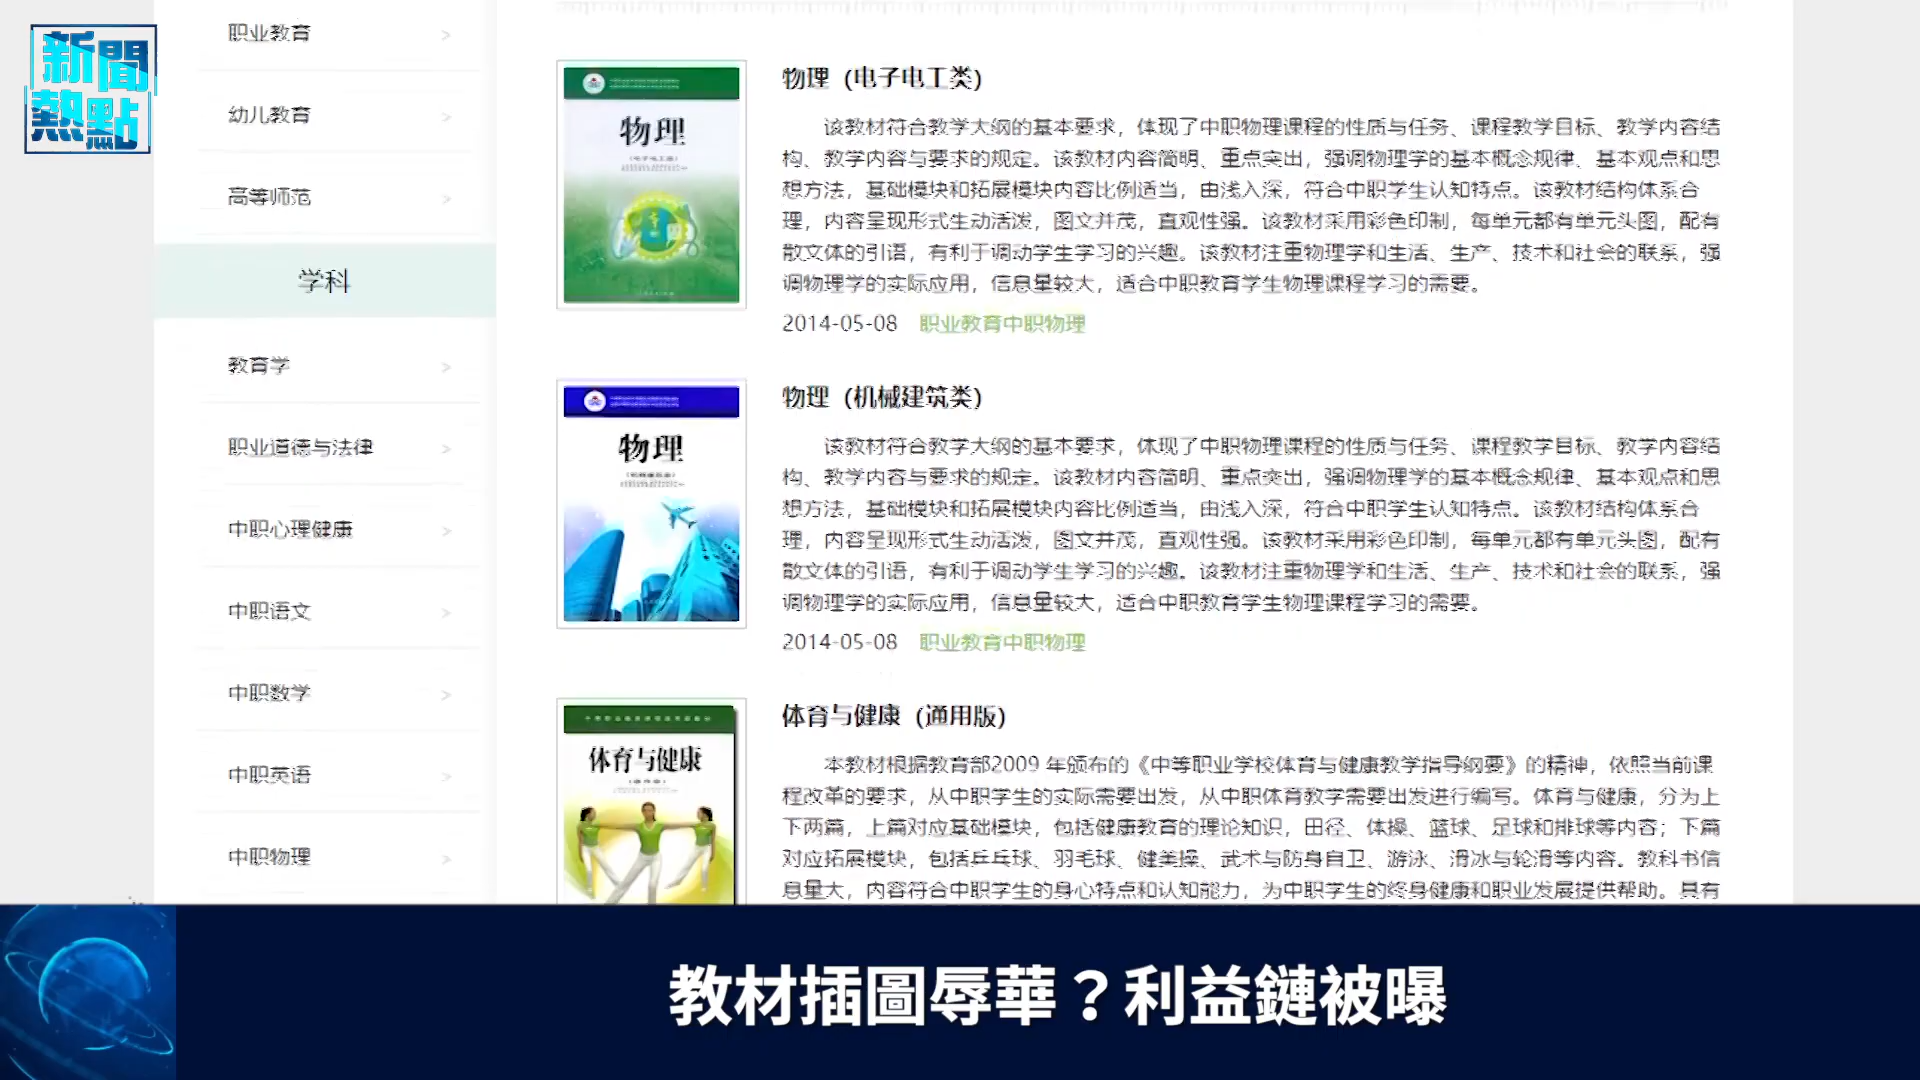 新聞
熱點
职业教育
幼儿教育
高等师范
学科
教育学
职业道德与法律
中职心理健康
中职语文
中职数学
中职英语
中职物理
物理
物理（电子电工类）
该教材符合教学大纲的基本要求，体现了中职物理课程的性质与任务、课程教学目标、教学内容结
构、教学内容与要求的规定。该教材内容简明、重点突出，强调物理学的基本概念规律、基本观点和思
想方法，基础模块和拓展模块内容比例适当，由浅入深，符合中职学生认知特点。该教材结构体系合
理，内容呈现形式生动活泼，图文并茂，直观性强。该教材采用彩色印制，每单元都有单元头图，配有
散文体的引语，有利于调动学生学习的兴趣。该教材注重物理学和生活、生产、技术和社会的联系，强
调物理学的实际应用，信息量较大，适合中职教育学生物理课程学习的需要。
2014-05-08 职业教育中职物理
物理
物理（机械建筑类）
该教材符合教学大纲的基本要求，体现了中职物理课程的性质与任务、课程教学目标、教学内容结
构、教学内容与要求的规定。该教材内容简明、重点突出，强调物理学的基本概念规律、基本观点和思
想方法，基础模块和拓展模块内容比例适当，由浅入深，符合中职学生认知特点。该教材结构体系合
理，内容呈现形式生动活泼，图文并茂，直观性强。该教材采用彩色印制，每单元都有单元头图，配有
散文体的引语，有利于调动学生学习的兴趣。该教材注重物理学和生活、生产、技术和社会的联系，强
调物理学的实际应用，信息量较大，适合中职教育学生物理课程学习的需要。
2014-05-08 职业教育中职物理
体育与健康
体育与健康（通用版）
本教材根据教育部2009 年颁布的《中等职业学校体育与健康教学指导纲要》的精神，依照当前课
程改革的要求，从中职学生的实际需要出发，从中职体育教学需要出发进行编写。体育与健康，分为上
下两篇，上篇对应基础模块，包括健康教育的理论知识，田径、体操、篮球、足球和排球等内容；下篇
对应拓展模块，包括乒乓球、羽毛球、健美操、武术与防身自卫、游泳、滑冰与轮滑等内容。教科书信
息量大，内容符合中职学生的身心特点和认知能力，为中职学生的终身健康和职业发展提供帮助。具有
教材插圖辱華？利益鏈被曝